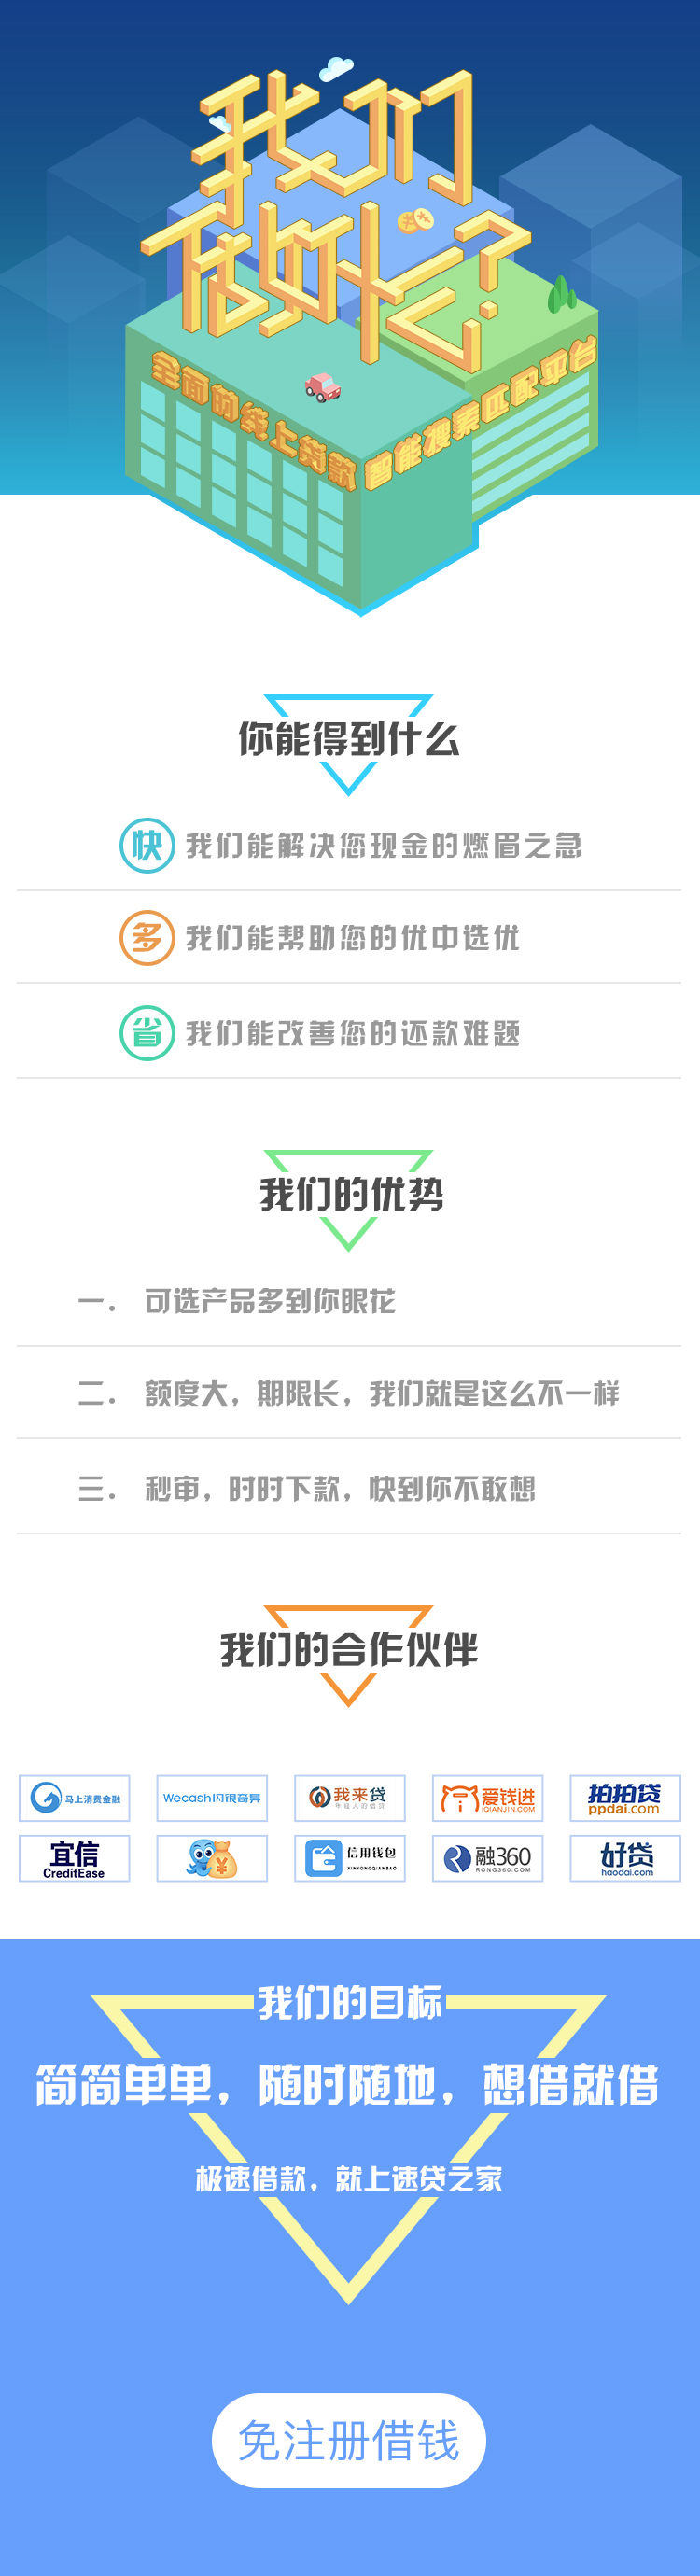 我们
在做什么?
全面的线上贷款
智能搜索匹配平台
你能得到什么
快 我们能解决您现金的燃眉之急
多 我们能帮助您的优中选优
省 我们能改善您的还款难题
我们的优势
一. 可选产品多到你眼花
二. 额度大,期限长,我们就是这么不一样
三. 秒审,时时下款,快到你不敢想
我们的合作伙伴
马上消费金融
Wecash闪银奇异
我来贷
年轻人的借贷
爱钱进
IQIANJIN.COM
拍拍贷
ppdai.com
宜信
CreditEase
信用钱包
XINYONGQIANBAO
融360
RONG360.COM
好贷
haodai.com
我们的目标
简简单单,随时随地,想借就借
极速借款,就上速贷之家
免注册借钱